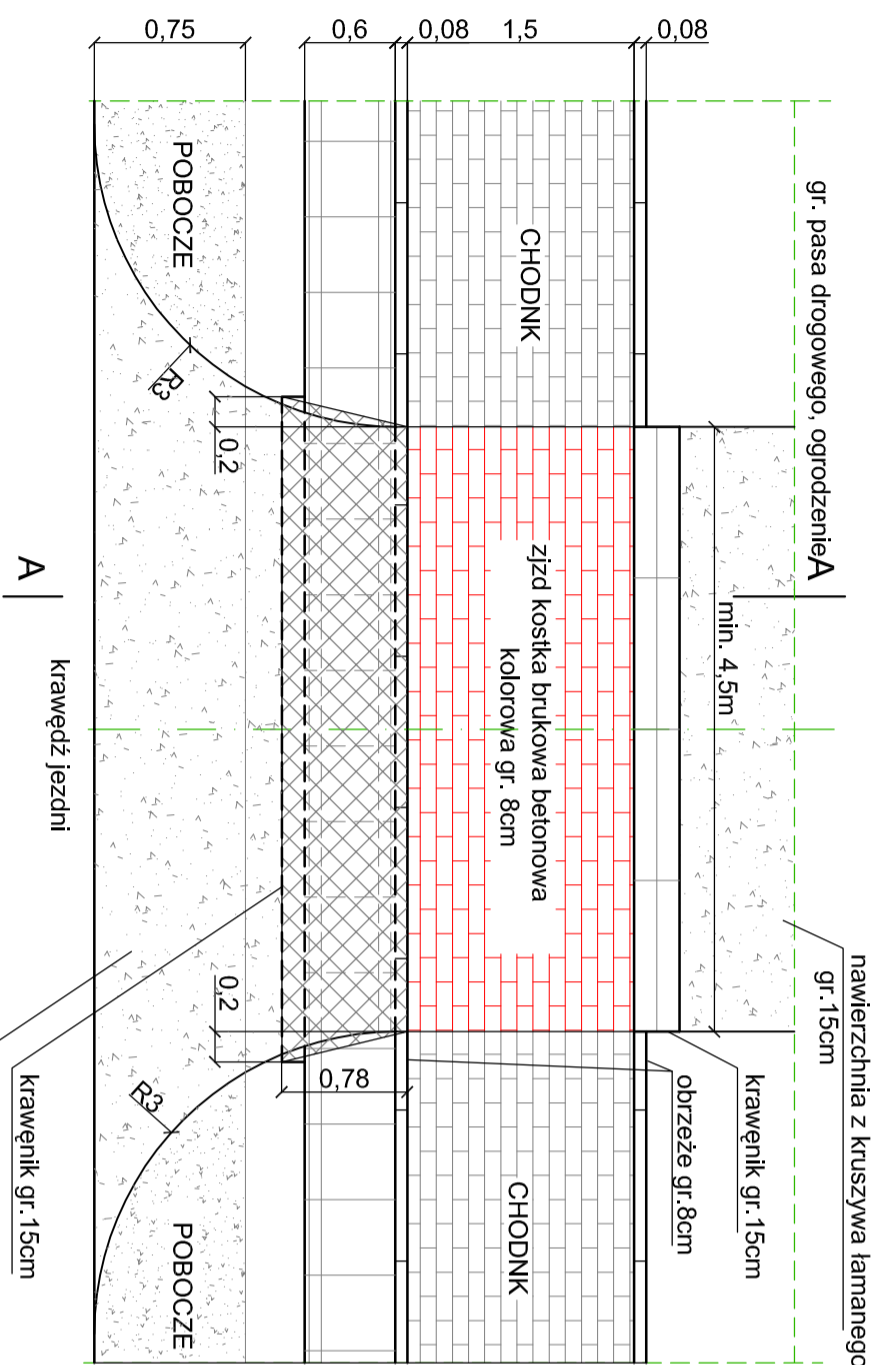 0,75
0,6
0,08
1,5
0,08
gr. pasa drogowego, ogrodzenie
POBOCZE
CHODNK
R3
0,2
A
A
min. 4,5m
zjzd kostka brukowa betonowa
kolorowa gr. 8cm
krawędź jezdni
nawierzchnia z kruszywa łamanego
gr.15cm
0,2
0,78
krawęnik gr.15cm
obrzeże gr.8cm
R3
krawęnik gr.15cm
CHODNK
POBOCZE